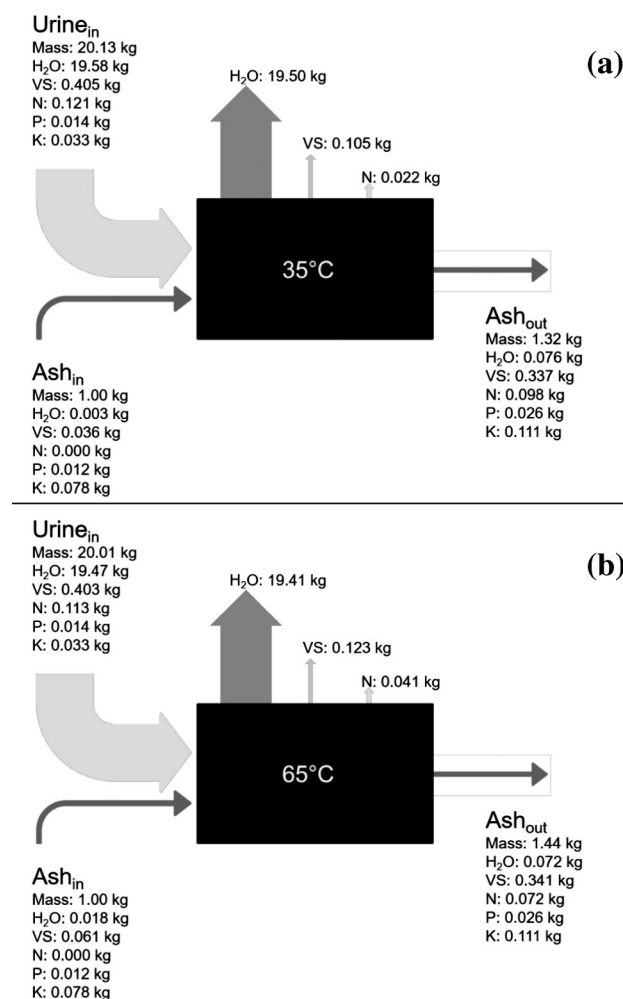 Urinein
Mass: 20.13 kg
H2O: 19.58 kg
VS: 0.405 kg
N: 0.121 kg
P: 0.014 kg
K: 0.033 kg
(a)
H2O: 19.50 kg
VS: 0.105 kg
N: 0.022 kg
35°C
Ashin
Mass: 1.00 kg
H2O: 0.003 kg
VS: 0.036 kg
N: 0.000 kg
P: 0.012 kg
K: 0.078 kg
Ashout
Mass: 1.32 kg
H2O: 0.076 kg
VS: 0.337 kg
N: 0.098 kg
P: 0.026 kg
K: 0.111 kg
Urinein
Mass: 20.01 kg
H2O: 19.47 kg
VS: 0.403 kg
N: 0.113 kg
P: 0.014 kg
K: 0.033 kg
(b)
H2O: 19.41 kg
VS: 0.123 kg
N: 0.041 kg
65°C
Ashin
Mass: 1.00 kg
H2O: 0.018 kg
VS: 0.061 kg
N: 0.000 kg
P: 0.012 kg
K: 0.078 kg
Ashout
Mass: 1.44 kg
H2O: 0.072 kg
VS: 0.341 kg
N: 0.072 kg
P: 0.026 kg
K: 0.111 kg